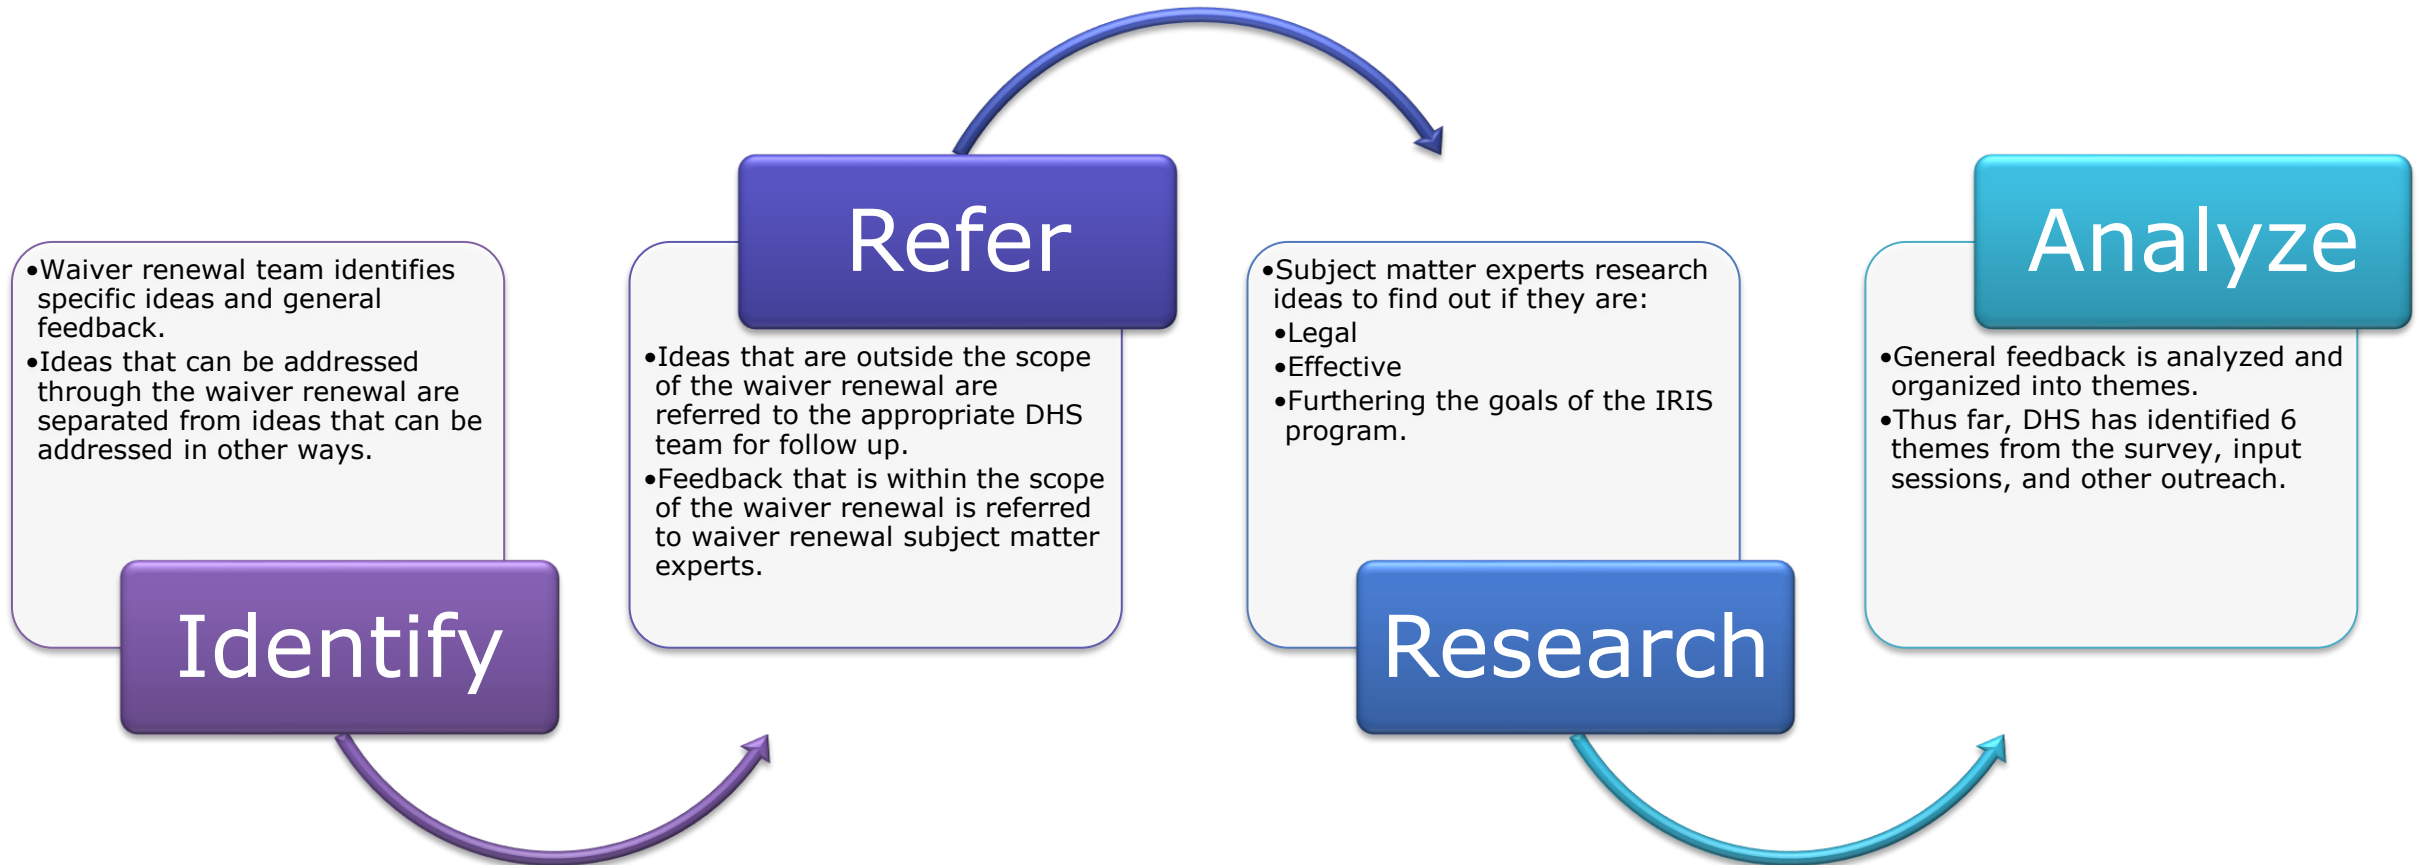 •Waiver renewal team identifies
specific ideas and general
feedback.
•Ideas that can be addressed
through the waiver renewal are
separated from ideas that can be
addressed in other ways.
Identify
Refer
•Ideas that are outside the scope
of the waiver renewal are
referred to the appropriate DHS
team for follow up.
•Feedback that is within the scope
of the waiver renewal is referred
to waiver renewal subject matter
experts.
•Subject matter experts research
ideas to find out if they are:
•Legal
•Effective
•Furthering the goals of the IRIS
program.
Research
Analyze
•General feedback is analyzed and
organized into themes.
•Thus far, DHS has identified 6
themes from the survey, input
sessions, and other outreach.